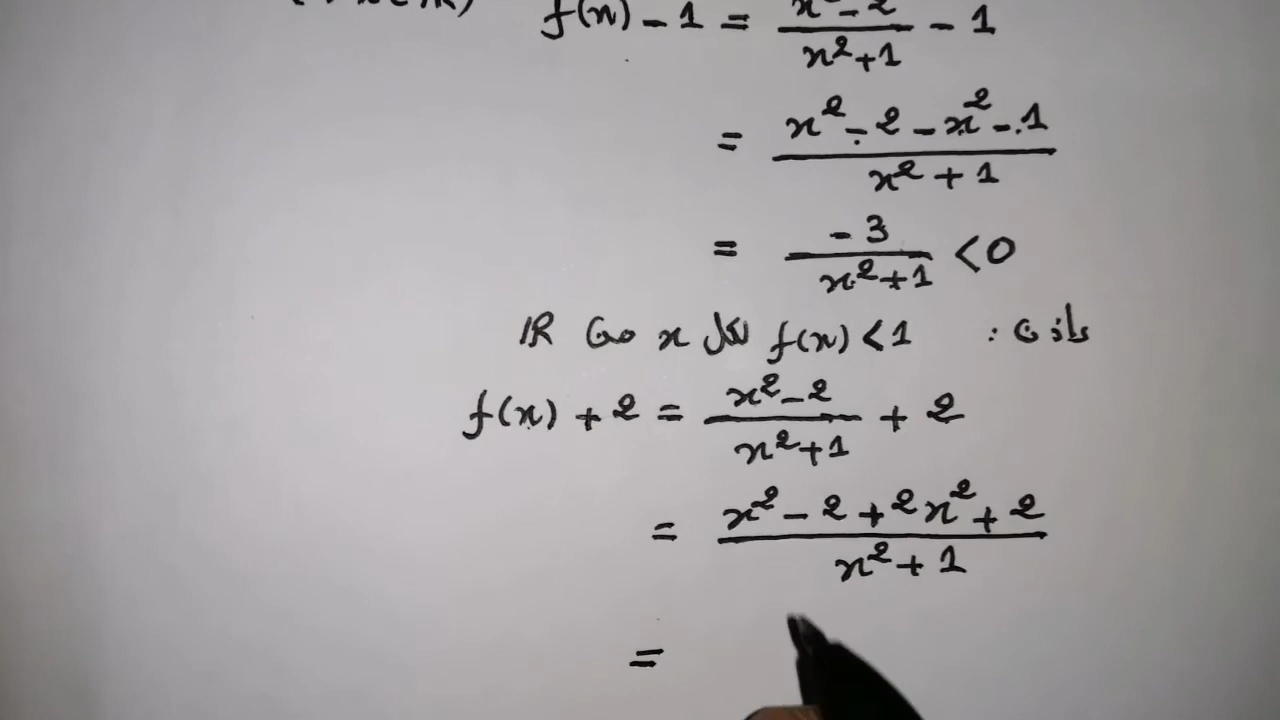 (∀x∈ℝ) f(x) - 1 = (x² - 2)/(x² + 1) - 1
= (x² - 2 - x² - 1)/(x² + 1)
= -3/(x² + 1) < 0
إذن : f(x) < 1 لكل x من ℝ
f(x) + 2 = (x² - 2)/(x² + 1) + 2
= (x² - 2 + 2x² + 2)/(x² + 1)
=